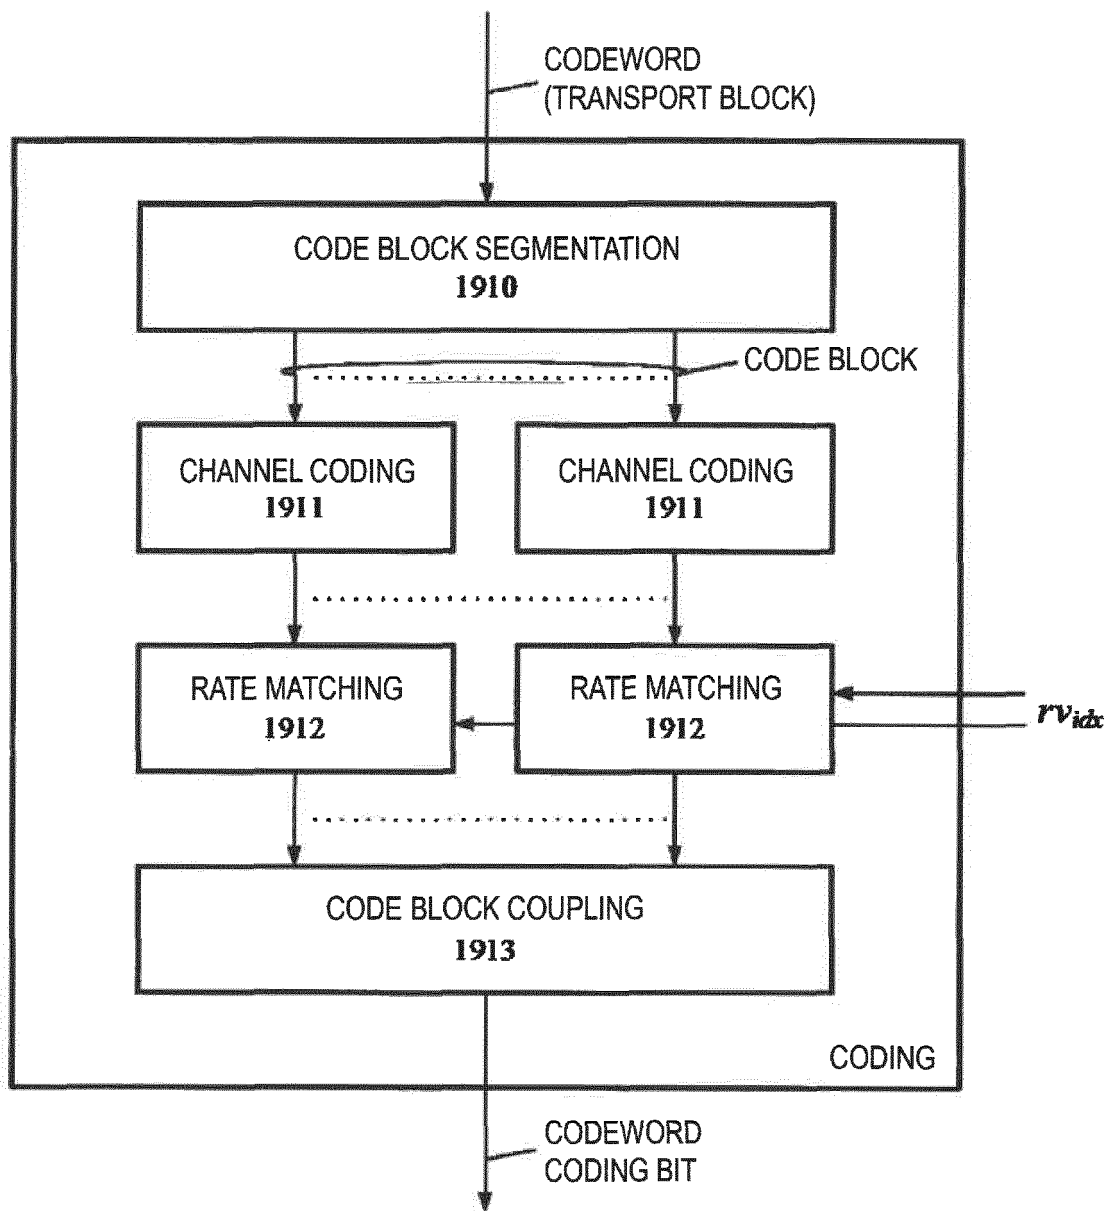 CODEWORD
(TRANSPORT BLOCK)
CODE BLOCK SEGMENTATION
1910
CODE BLOCK
CHANNEL CODING
1911
CHANNEL CODING
1911
RATE MATCHING
1912
RATE MATCHING
1912
rv_idx
CODE BLOCK COUPLING
1913
CODING
CODEWORD
CODING BIT